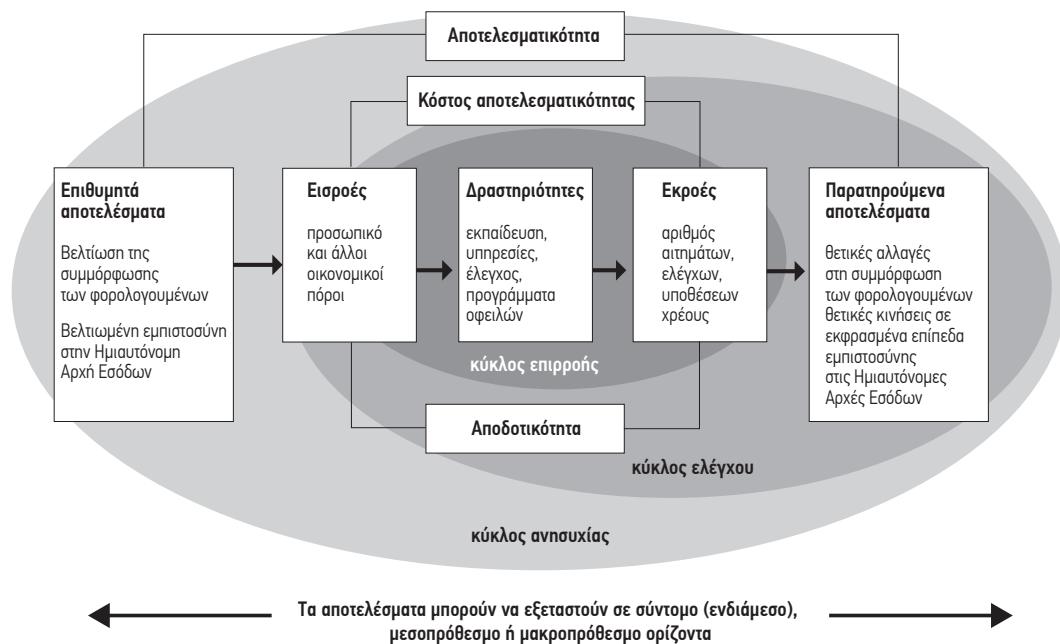 Αποτελεσματικότητα
Κόστος αποτελεσματικότητας
Επιθυμητά
αποτελέσματα
Βελτίωση της
συμμόρφωσης
των φορολογουμένων
Βελτιωμένη εμπιστοσύνη
στην Ημιαυτόνομη
Αρχή Εσόδων
Εισροές
προσωπικό
και άλλοι
οικονομικοί
πόροι
Δραστηριότητες
εκπαίδευση,
υπηρεσίες,
έλεγχος,
προγράμματα
οφειλών
Εκροές
αριθμός
αιτημάτων,
ελέγχων,
υποθέσεων
χρέους
Παρατηρούμενα
αποτελέσματα
θετικές αλλαγές
στη συμμόρφωση
των φορολογουμένων
θετικές κινήσεις σε
εκφρασμένα επίπεδα
εμπιστοσύνης
στις Ημιαυτόνομες
Αρχές Εσόδων
κύκλος επιρροής
Αποδοτικότητα
κύκλος ελέγχου
κύκλος ανησυχίας
Τα αποτελέσματα μπορούν να εξεταστούν σε σύντομο (ενδιάμεσο),
μεσοπρόθεσμο ή μακροπρόθεσμο ορίζοντα